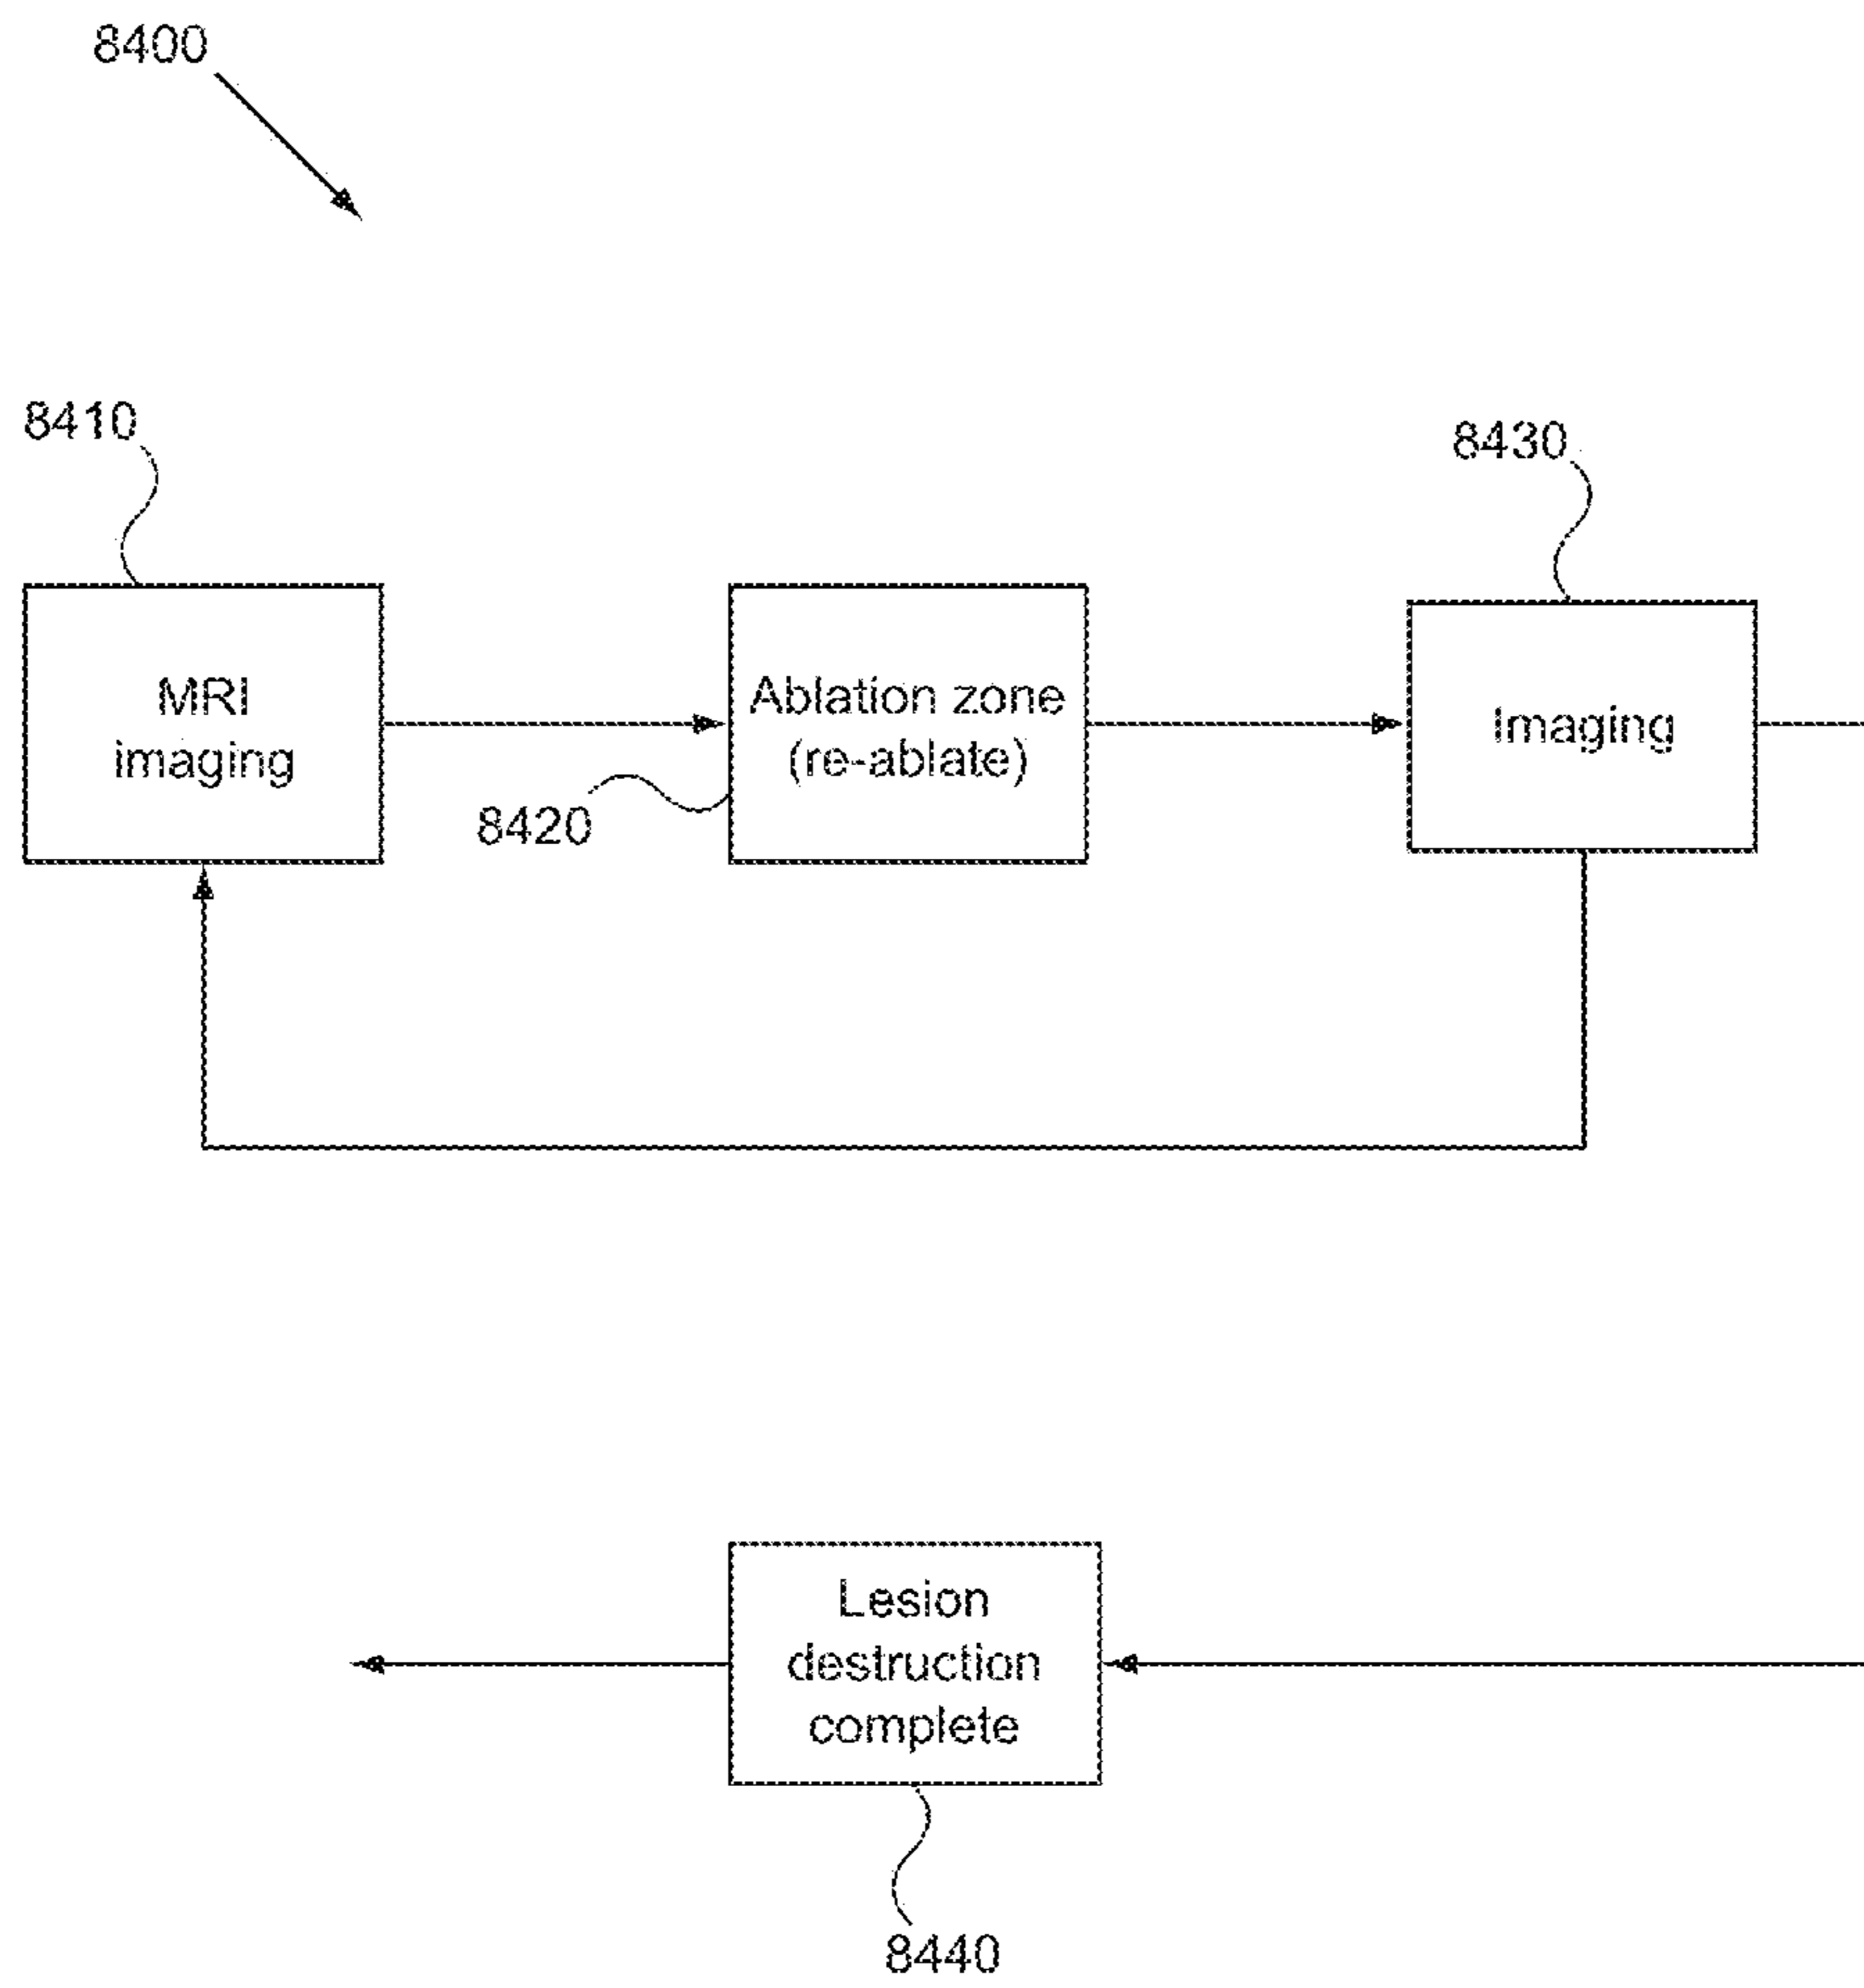 8400
8410
8430
MRI
imaging
Ablation zone
(re-ablate)
Imaging
8420
Lesion
destruction
complete
8440